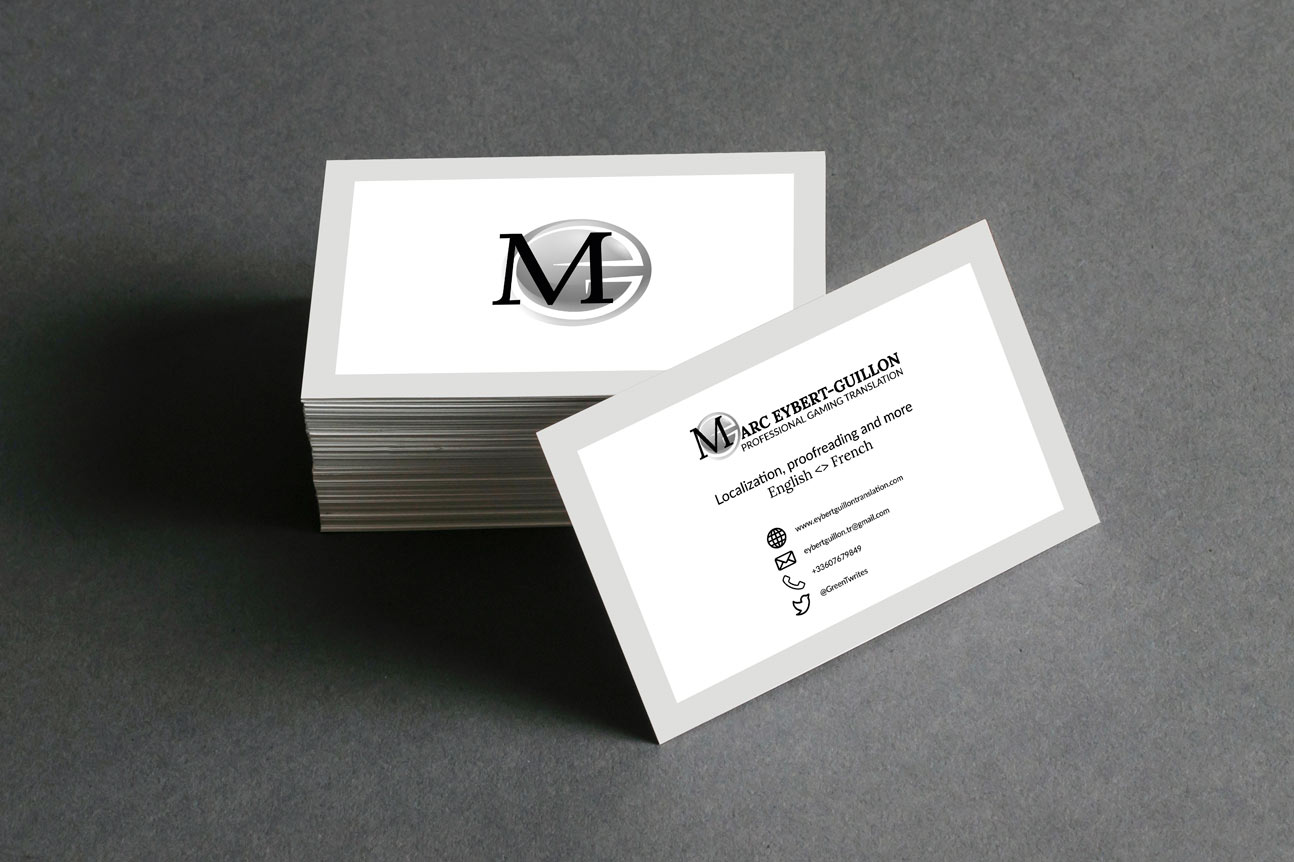 M
MARC EYBERT-GUILLON
PROFESSIONAL GAMING TRANSLATION
Localization, proofreading and more
English <> French
www.eybertguillontranslation.com
eybertguillon.tr@gmail.com
+33607679849
@GreenTwrites